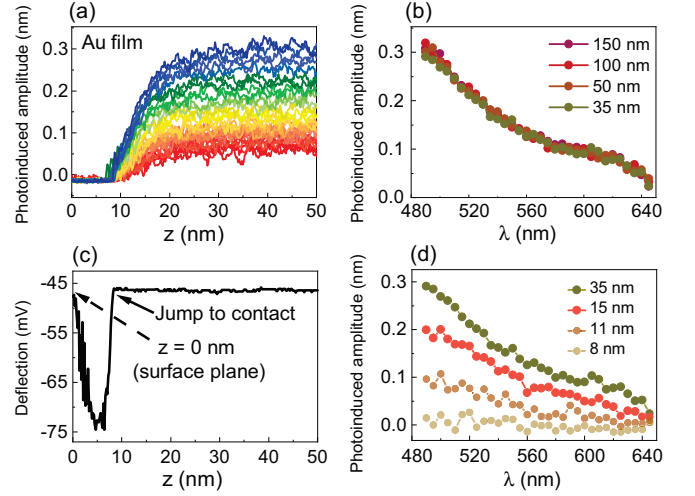 (a)
Photoinduced amplitude (nm)
Au film
0.3
0.2
0.1
0.0
0 10 20 30 40 50
z (nm)
(b)
Photoinduced amplitude (nm)
150 nm
100 nm
50 nm
35 nm
0.3
0.2
0.1
0.0
480 520 560 600 640
λ (nm)
(c)
Deflection (mV)
-45
-55
-65
-75
Jump to contact
z = 0 nm
(surface plane)
0 10 20 30 40 50
z (nm)
(d)
Photoinduced amplitude (nm)
35 nm
15 nm
11 nm
8 nm
0.3
0.2
0.1
0.0
480 520 560 600 640
λ (nm)